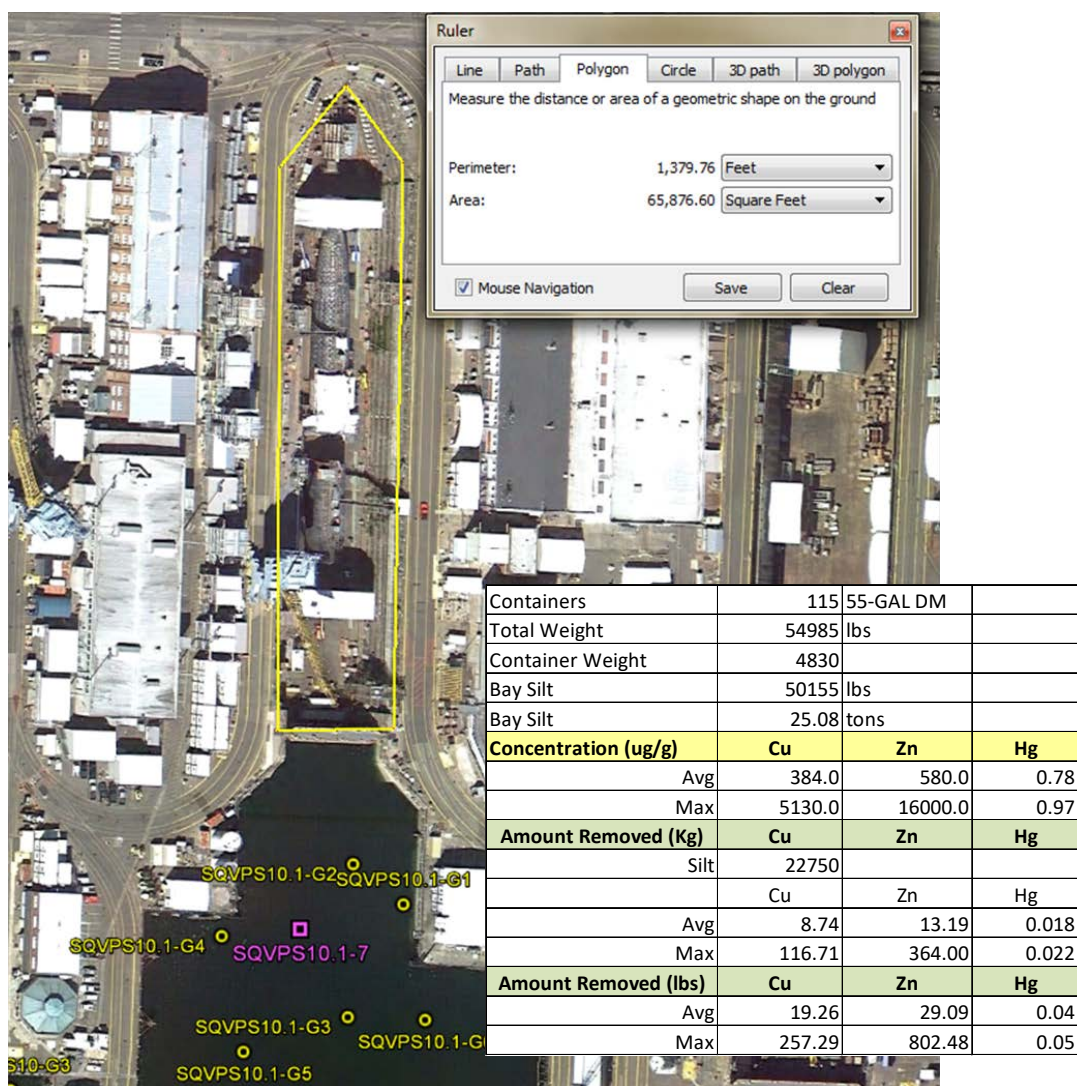 Ruler
Line Path Polygon Circle 3D path 3D polygon
Measure the distance or area of a geometric shape on the ground
Perimeter: 1,379.76 Feet
Area: 65,876.60 Square Feet
Mouse Navigation Save Clear
Containers 115 55-GAL DM
Total Weight 54985 lbs
Container Weight 4830
Bay Silt 50155 lbs
Bay Silt 25.08 tons
Concentration (ug/g) Cu Zn Hg
Avg 384.0 580.0 0.78
Max 5130.0 16000.0 0.97
Amount Removed (Kg) Cu Zn Hg
Silt 22750
Cu Zn Hg
Avg 8.74 13.19 0.018
Max 116.71 364.00 0.022
Amount Removed (lbs) Cu Zn Hg
Avg 19.26 29.09 0.04
Max 257.29 802.48 0.05
SQVPS10.1-G2 SQVPS10.1-G1
SQVPS10.1-G4 SQVPS10.1-7
SQVPS10.1-G3
SQVPS10.1-G
S10-G3 SQVPS10.1-G5